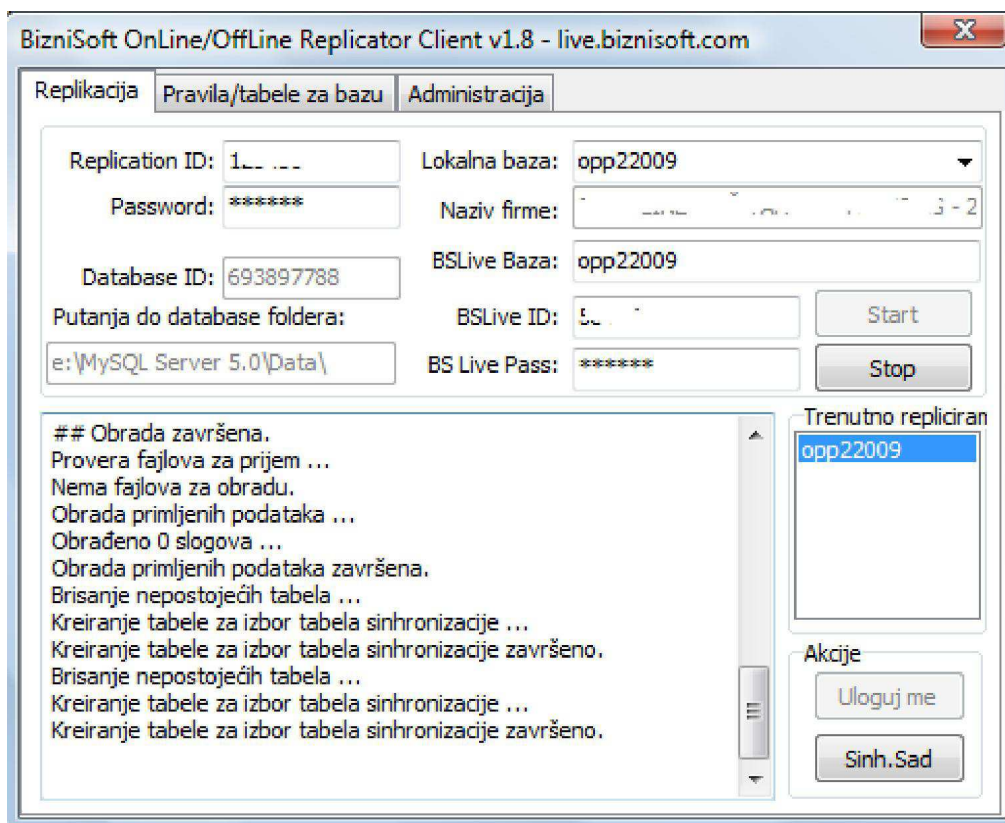 BizniSoft OnLine/OffLine Replicator Client v1.8 - live.biznisoft.com
Replikacija Pravila/tabele za bazu Administracija
Replication ID:
Lokalna baza: opp22009
Password: ******
Naziv firme:
Database ID: 693897788
BSLive Baza: opp22009
Putanja do database foldera:
BSLive ID:
Start
e:\MySQL Server 5.0\Data\
BS Live Pass: ******
Stop
## Obrada završena.
Provera fajlova za prijem ...
Nema fajlova za obradu.
Obrada primljenih podataka ...
Obrađeno 0 slogova ...
Obrada primljenih podataka završena.
Brisanje nepostojećih tabela ...
Kreiranje tabele za izbor tabela sinhronizacije ...
Kreiranje tabele za izbor tabela sinhronizacije završeno.
Brisanje nepostojećih tabela ...
Kreiranje tabele za izbor tabela sinhronizacije ...
Kreiranje tabele za izbor tabela sinhronizacije završeno.
Trenutno repliciran
opp22009
Akcije
Uloguj me
Sinh.Sad